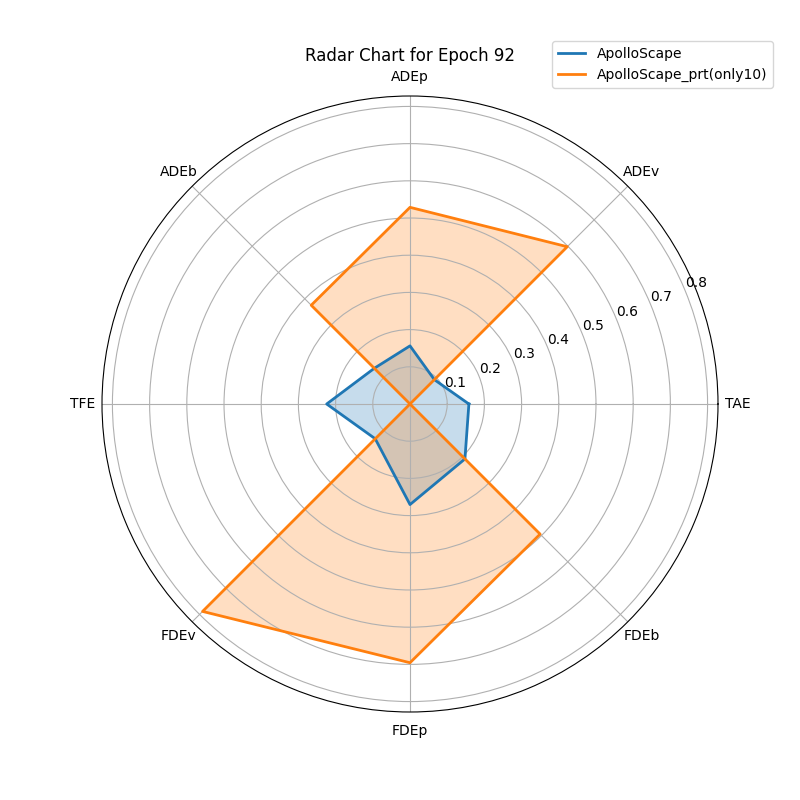 Radar Chart for Epoch 92
ApolloScape
ApolloScape_prt(only10)
ADEp
ADEb
ADEv
0.8
0.7
0.6
0.5
0.4
0.3
0.2
0.1
TFE
TAE
FDEv
FDEb
FDEp